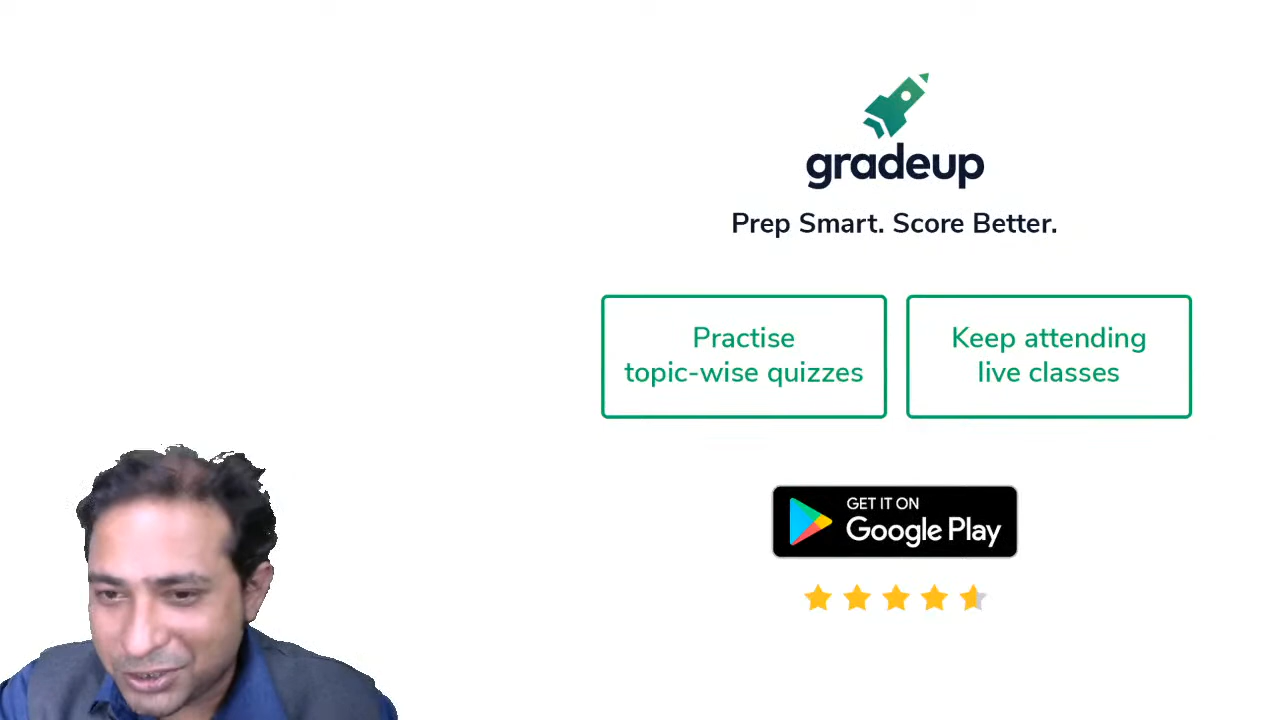 gradeup
Prep Smart. Score Better.
Practise
topic-wise quizzes
Keep attending
live classes
GET IT ON
Google Play